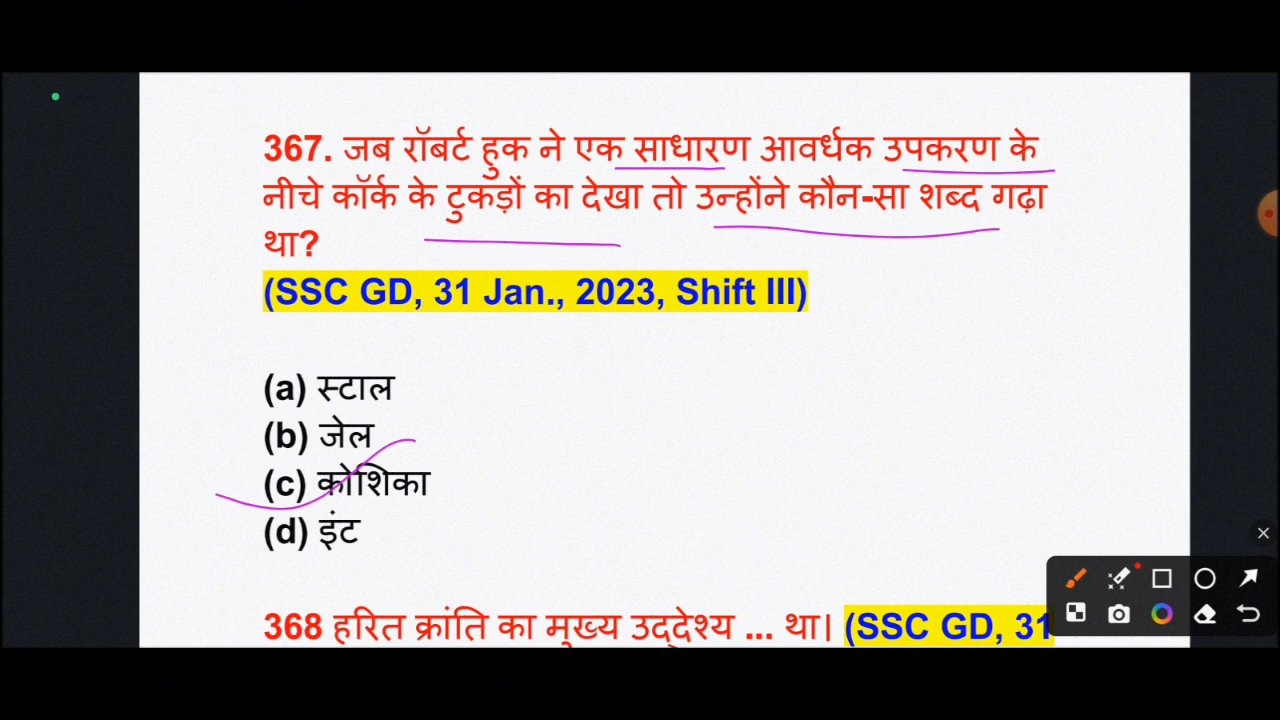 367. जब रॉबर्ट हुक ने एक साधारण आवर्धक उपकरण के
नीचे कॉर्क के टुकड़ों का देखा तो उन्होंने कौन-सा शब्द गढ़ा
था?
(SSC GD, 31 Jan., 2023, Shift III)
(a) स्टाल
(b) जेल
(c) कोशिका
(d) इंट
368 हरित क्रांति का मुख्य उद्देश्य ... था। (SSC GD, 31